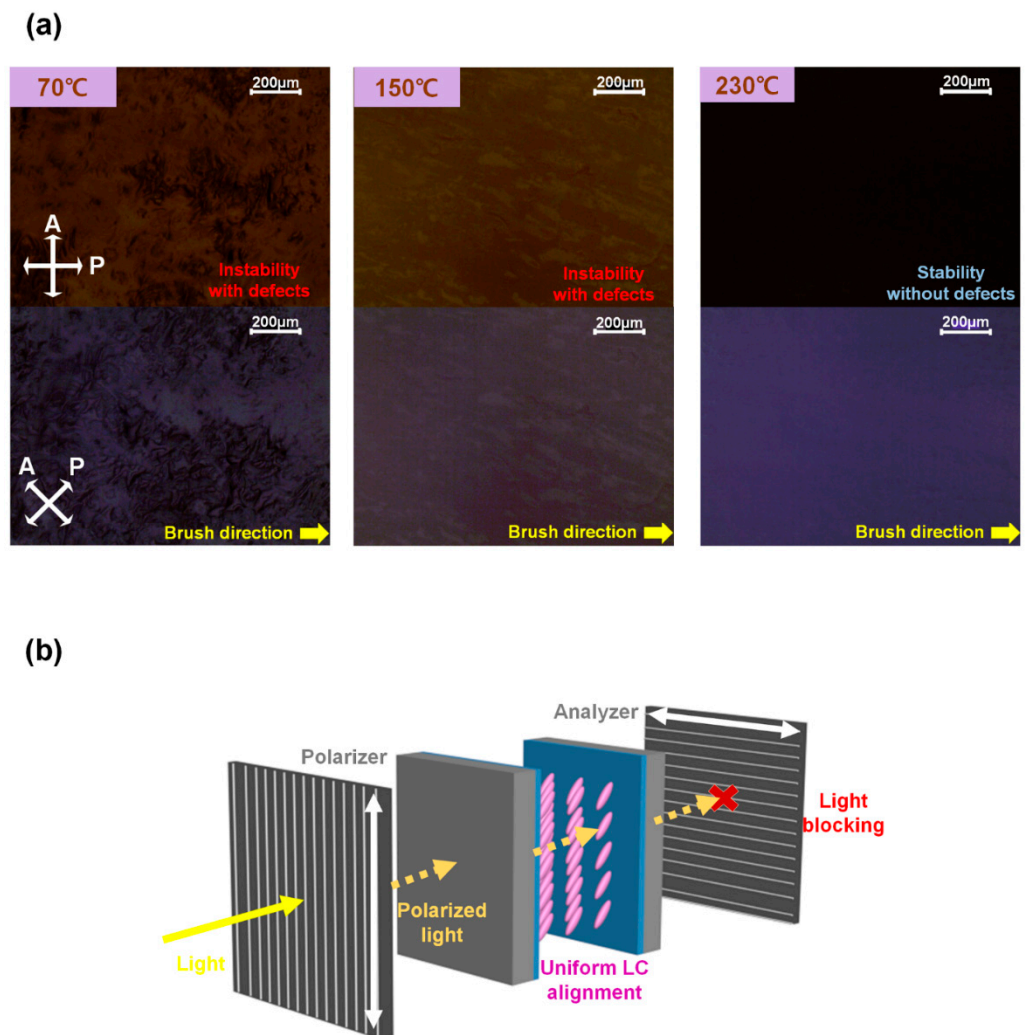 (a)
70℃
200μm
150℃
200μm
230℃
200μm
A
P
Instability
with defects
Instability
with defects
Stability
without defects
200μm
200μm
200μm
A P
Brush direction
Brush direction
Brush direction
(b)
Analyzer
Polarizer
Light
blocking
Polarized
light
Light
Uniform LC
alignment